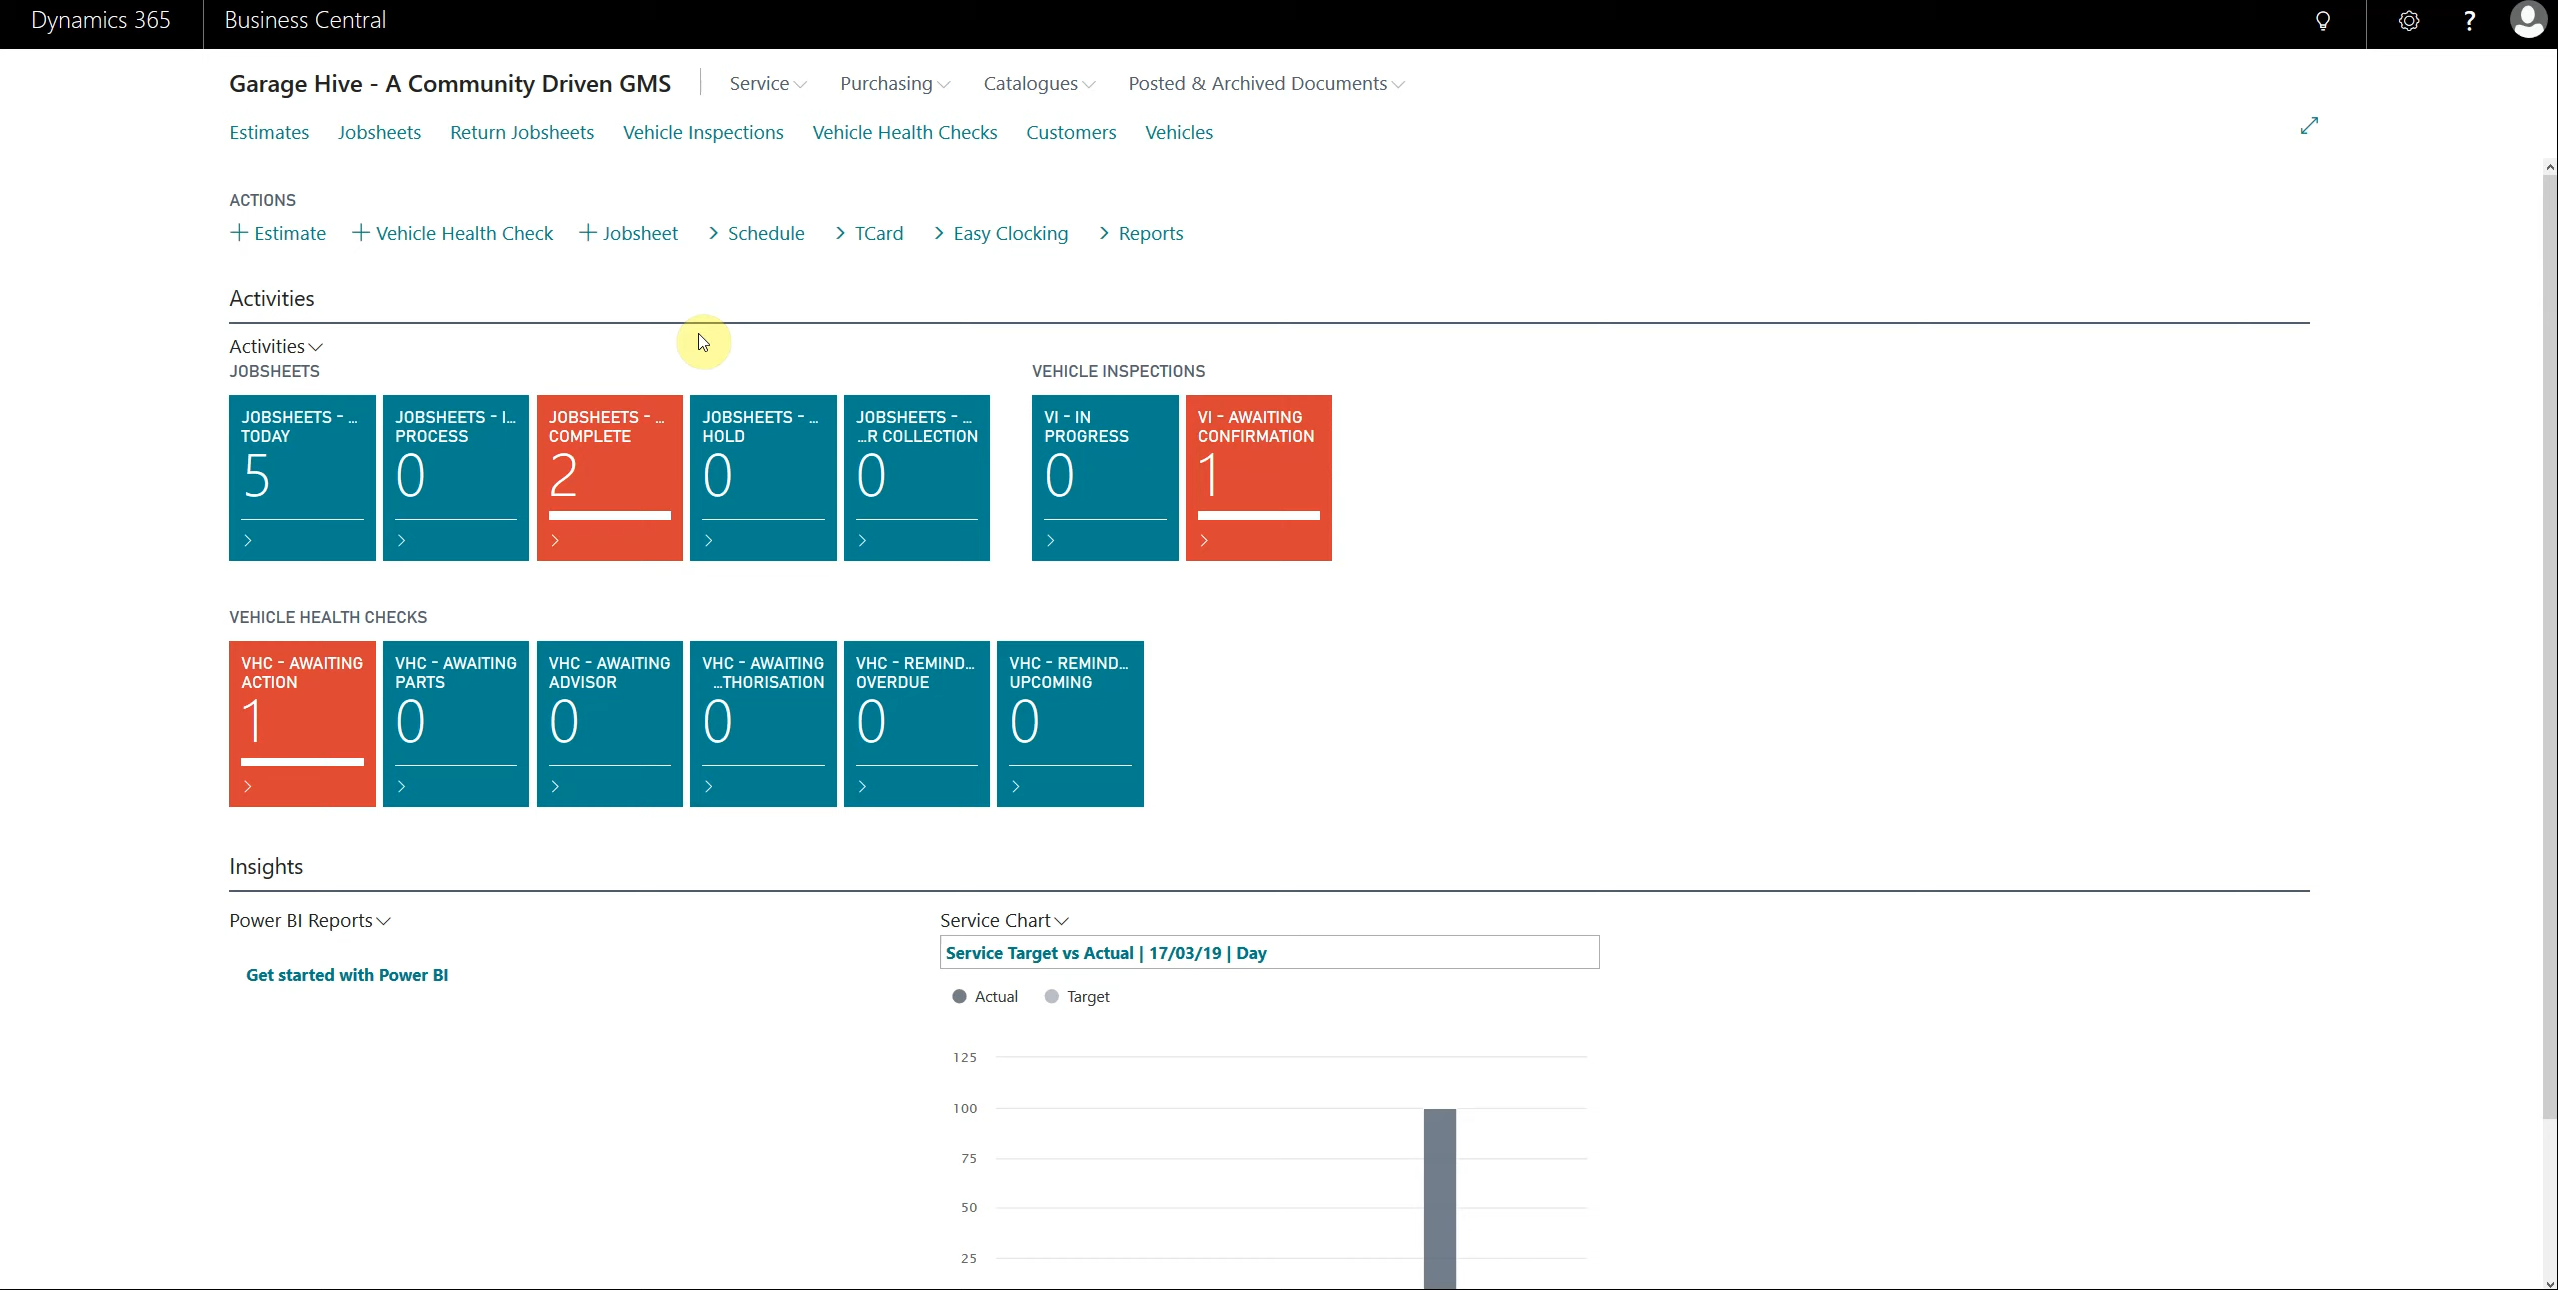 Dynamics 365 Business Central
?
Garage Hive - A Community Driven GMS Service Purchasing Catalogues Posted & Archived Documents
Estimates Jobsheets Return Jobsheets Vehicle Inspections Vehicle Health Checks Customers Vehicles
ACTIONS
+ Estimate + Vehicle Health Check + Jobsheet > Schedule > TCard > Easy Clocking > Reports
Activities
Activities
JOBSHEETS
JOBSHEETS - ...
TODAY
5
JOBSHEETS - I...
PROCESS
0
JOBSHEETS - ...
COMPLETE
2
JOBSHEETS - ...
HOLD
0
JOBSHEETS - ...
...R COLLECTION
0
VEHICLE INSPECTIONS
VI - IN
PROGRESS
0
VI - AWAITING
CONFIRMATION
1
VEHICLE HEALTH CHECKS
VHC - AWAITING
ACTION
1
VHC - AWAITING
PARTS
0
VHC - AWAITING
ADVISOR
0
VHC - AWAITING
...THORISATION
0
VHC - REMIND...
OVERDUE
0
VHC - REMIND...
UPCOMING
0
Insights
Power BI Reports
Get started with Power BI
Service Chart
Service Target vs Actual | 17/03/19 | Day
Actual Target
125
100
75
50
25